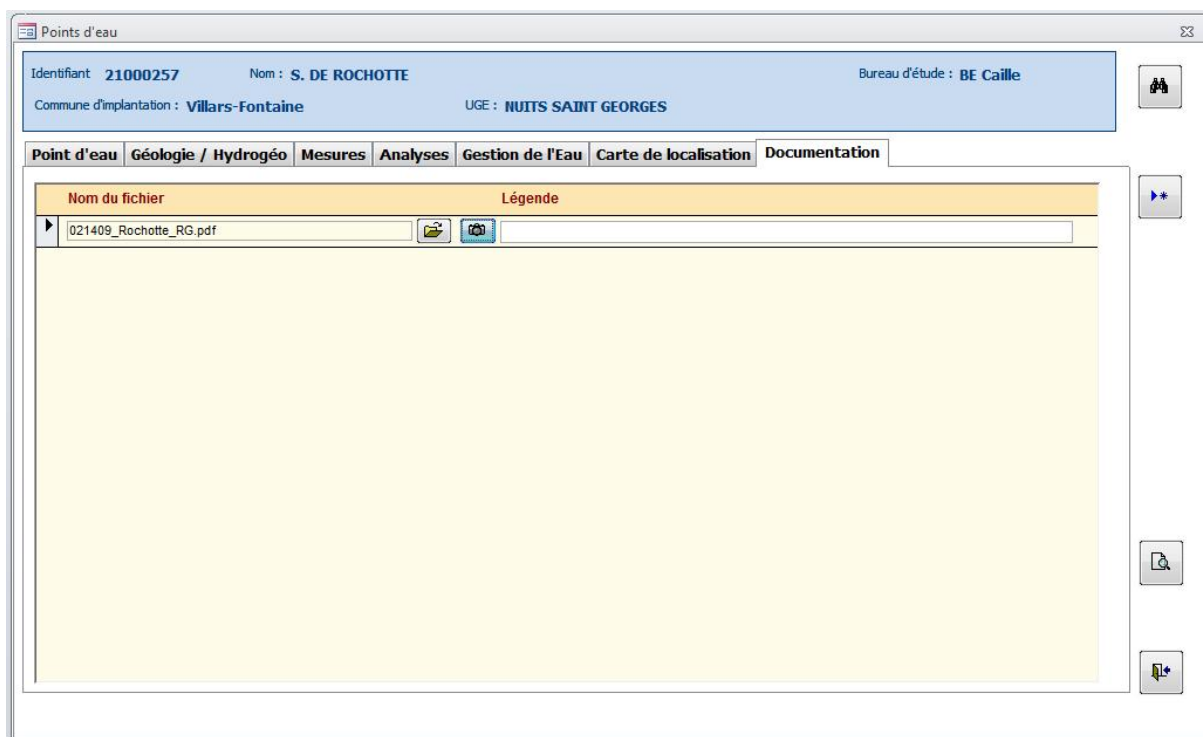 Points d'eau
Identifiant 21000257 Nom : S. DE ROCHOTTE Bureau d'étude : BE Caille
Commune d'implantation : Villars-Fontaine UGE : NUITS SAINT GEORGES
Point d'eau Géologie / Hydrogéo Mesures Analyses Gestion de l'Eau Carte de localisation Documentation
Nom du fichier Légende
021409_Rochotte_RG.pdf